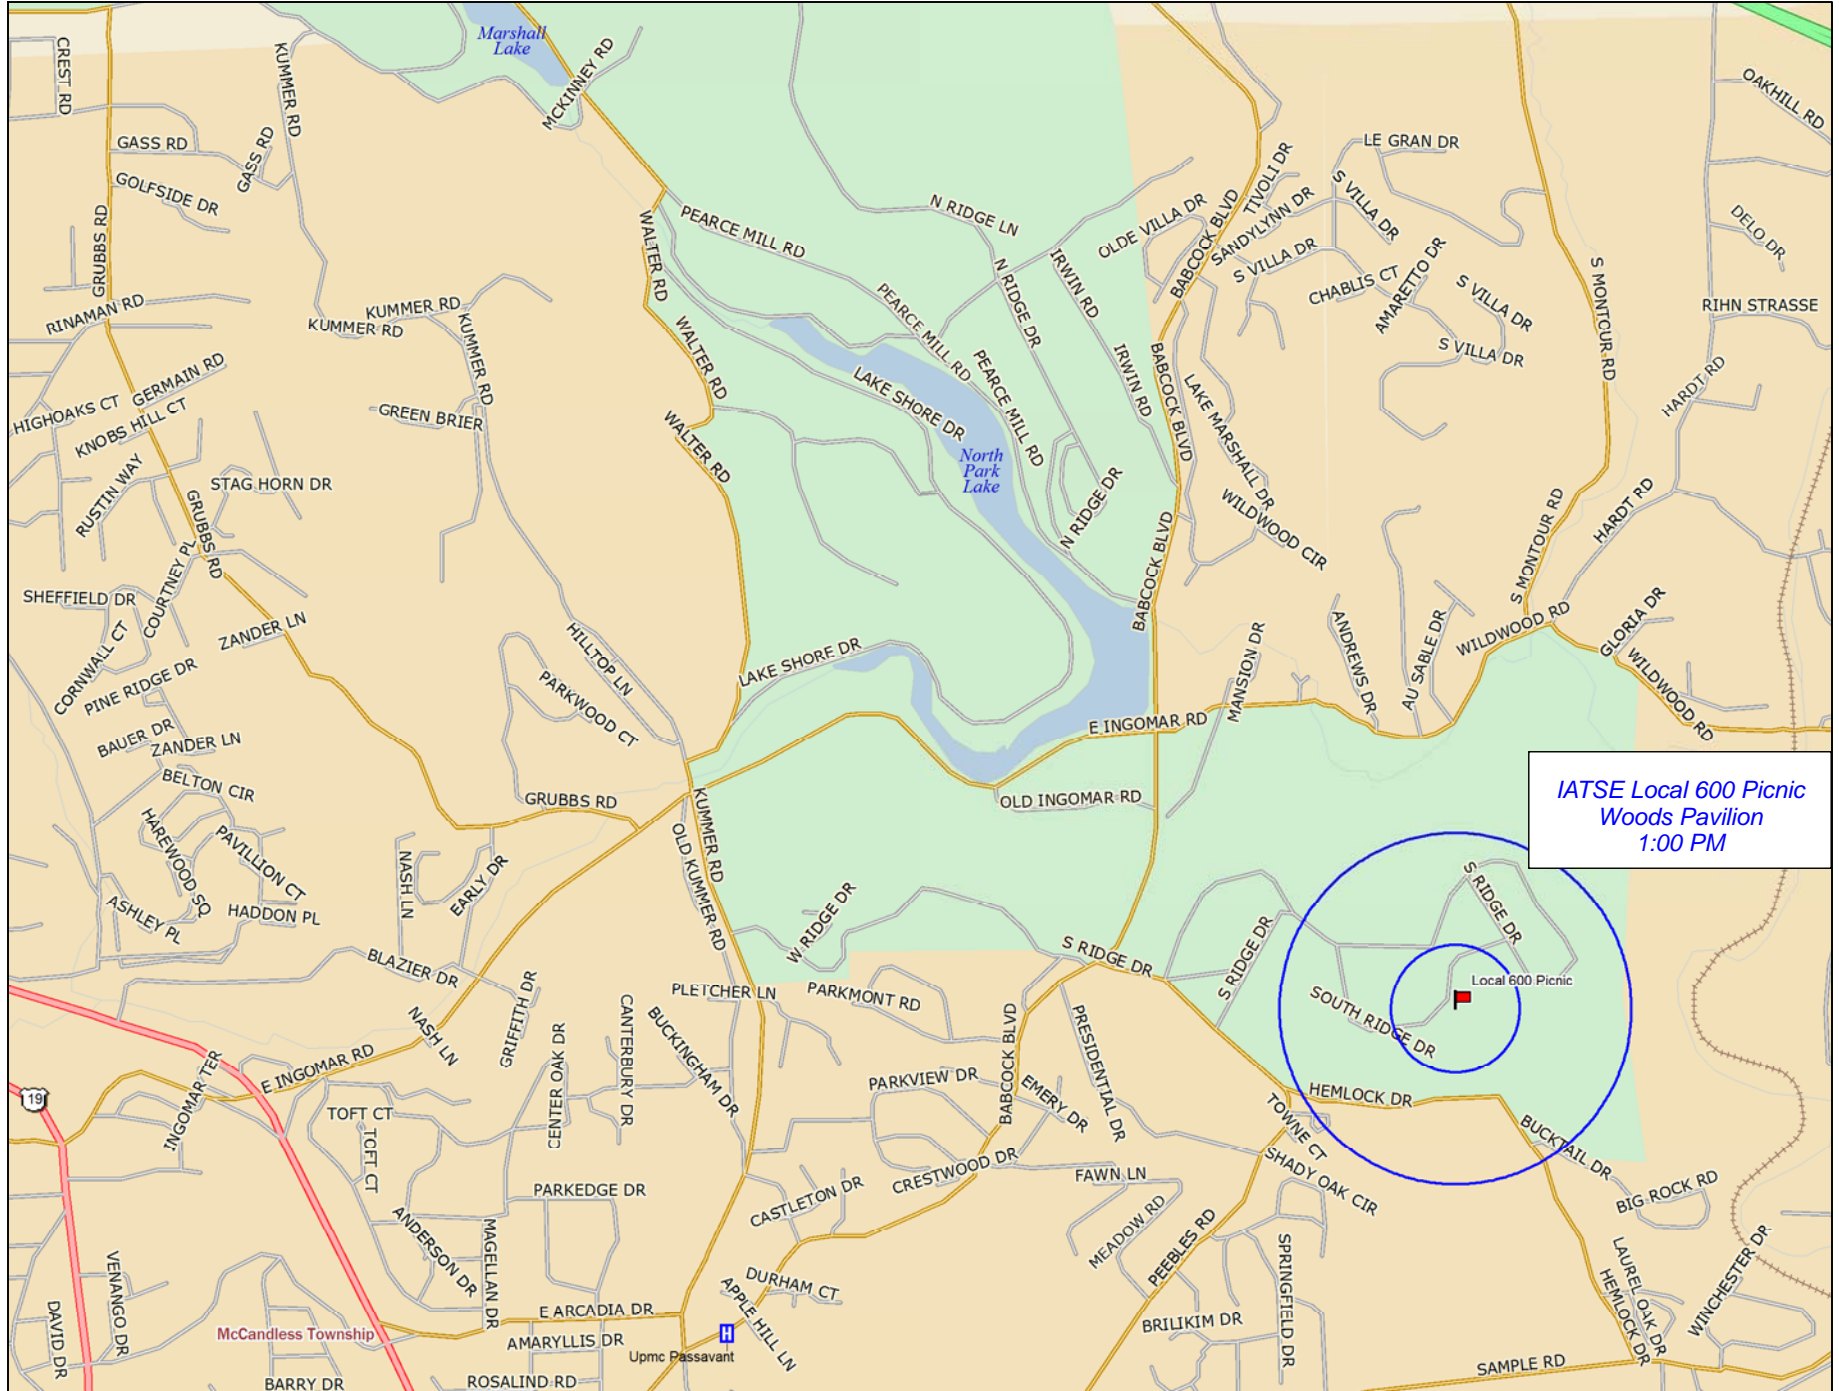 Marshall
Lake
MCKINNEY RD
CREST RD
KUMMER RD
GASS RD
GASS RD
GOLFSIDE DR
GRUBBS RD
RINAMAN RD
KUMMER RD
KUMMER RD
KUMMER RD
WALTER RD
PEARCE MILL RD
N RIDGE LN
OLDE VILLA DR
BABCOCK BLVD
TIVOLI DR
SANDYLYNN DR
LE GRAN DR
S VILLA DR
S VILLA DR
CHABLIS CT
AMARETTO DR
S VILLA DR
S VILLA DR
OAKHILL RD
DELO DR
RIHN STRASSE
S MONTCUR RD
HARDT RD
IRWIN RD
N RIDGE DR
PEARCE MILL RD
PEARCE MILL RD
IRWIN RD
BABCOCK BLVD
LAKE MARSHALL DR
WILDWOOD CIR
WALTER RD
WALTER RD
LAKE SHORE DR
North
Park
Lake
N RIDGE DR
HIGHOAKS CT
GERMAIN RD
KNOBS HILL CT
RUSTIN WAY
STAG HORN DR
GREEN BRIER
GRUBBS RD
COURTNEY PL
SHEFFIELD DR
CORNWALL CT
ZANDER LN
PINE RIDGE DR
BAUER DR
ZANDER LN
BELTON CIR
HILLTOP LN
PARKWOOD CT
LAKE SHORE DR
BABCOCK BLVD
MANSION DR
ANDREWS DR
AU SABLE DR
S MONTOUR RD
HARDT RD
WILDWOOD RD
GLORIA DR
WILDWOOD RD
E INGOMAR RD
OLD INGOMAR RD
IATSE Local 600 Picnic
Woods Pavilion
1:00 PM
HAREWOOD SQ
PAVILLION CT
HADDON PL
ASHLEY PL
NASH LN
EARLY DR
GRUBBS RD
KUMMER RD
OLD KUMMER RD
W RIDGE DR
S RIDGE DR
S RIDGE DR
S RIDGE DR
Local 600 Picnic
SOUTH RIDGE DR
BLAZIER DR
GRIFFITH DR
NASH LN
PLETCHER LN
PARKMONT RD
BABCOCK BLVD
PRESIDENTIAL DR
CENTER OAK DR
CANTERBURY DR
BUCKINGHAM DR
E INGOMAR RD
INGOMAR TER
19
TOFT CT
TOFT CT
PARKVIEW DR
EMERY DR
HEMLOCK DR
TOWNE CT
SHADY OAK CIR
BUCKTAIL DR
BIG ROCK RD
CRESTWOOD DR
FAWN LN
MEADOW RD
PEEBLES RD
CASTLETON DR
PARKEDGE DR
ANDERSON DR
MAGELLAN DR
VENANGO DR
DAVID DR
McCandless Township
E ARCADIA DR
AMARYLLIS DR
ROSALIND RD
BARRY DR
Upmc Passavant
H
APPLE HILL LN
DURHAM CT
BRILIKIM DR
SPRINGFIELD DR
SAMPLE RD
HEMLOCK DR
LAUREL OAK DR
WINCHESTER DR